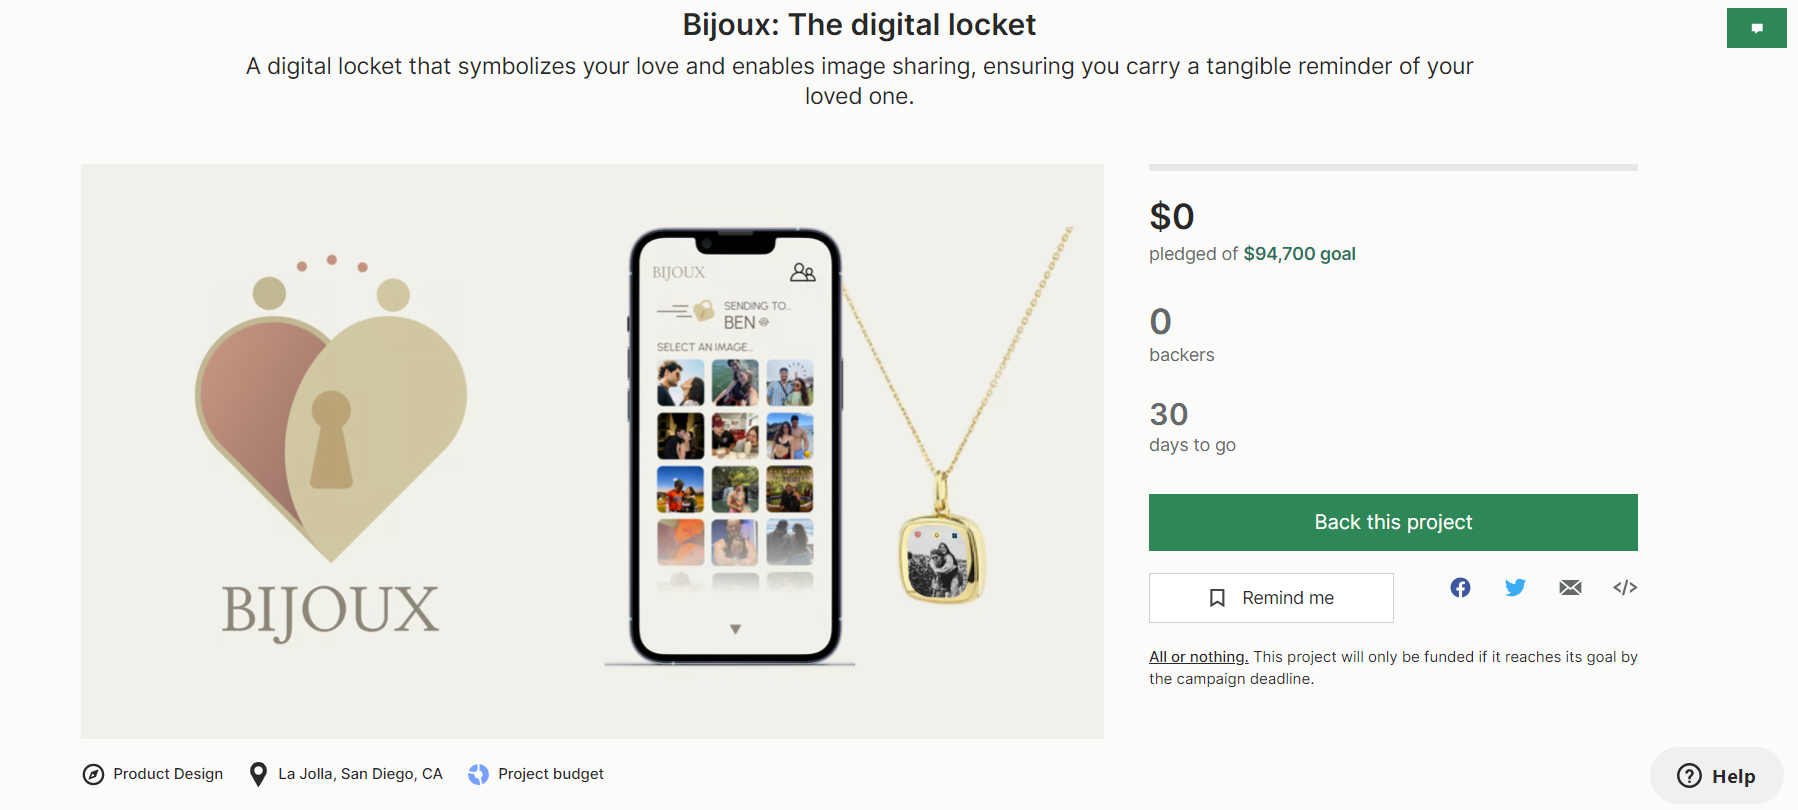 Bijoux: The digital locket
A digital locket that symbolizes your love and enables image sharing, ensuring you carry a tangible reminder of your
loved one.
BIJOUX
BIJOUX
SENDING TO...
BEN
SELECT AN IMAGE...
$0
pledged of $94,700 goal
0
backers
30
days to go
Back this project
Remind me
All or nothing. This project will only be funded if it reaches its goal by
the campaign deadline.
Product Design
La Jolla, San Diego, CA
Project budget
Help